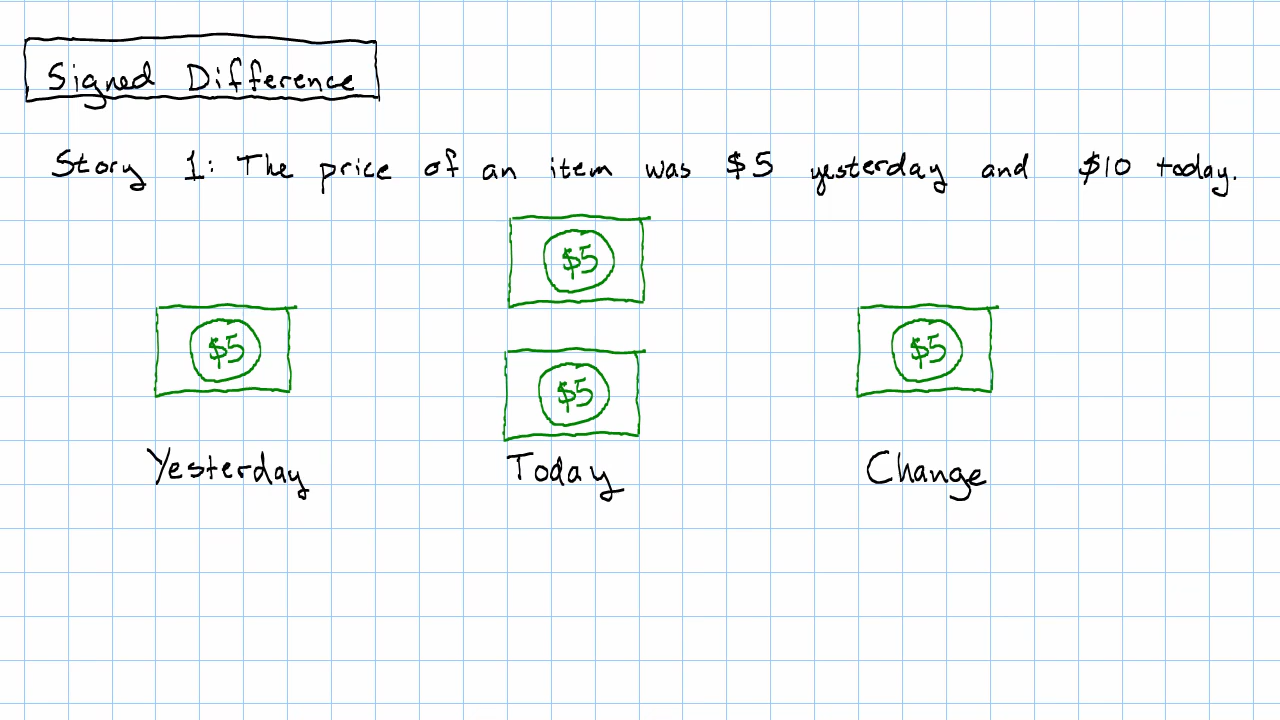 Signed Difference
Story 1: The price of an item was $5 yesterday and $10 today.
$5
$5
$5
$5
Yesterday Today Change